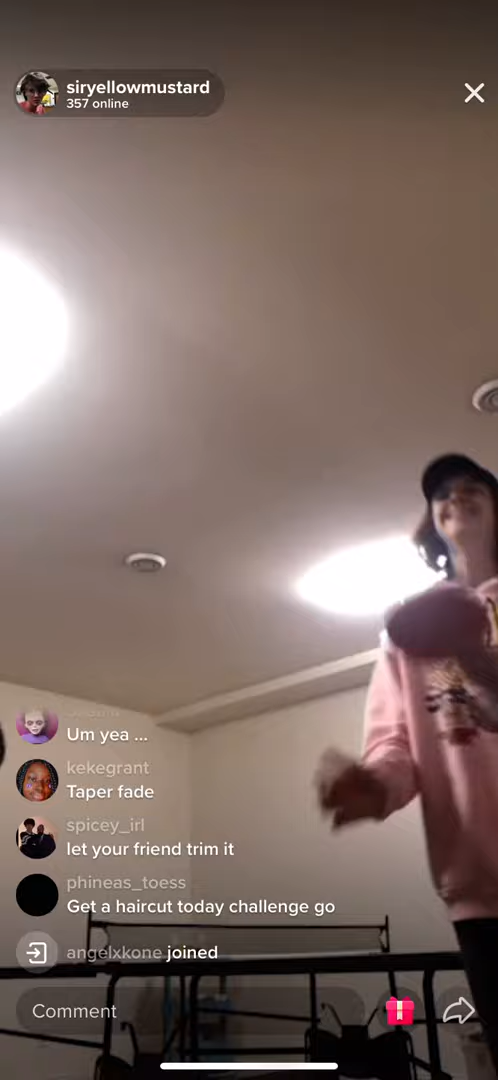 siryellowmustard
357 online
Um yea ...
kekegrant
Taper fade
spicey_irl
let your friend trim it
phineas_toess
Get a haircut today challenge go
angelxkone joined
Comment